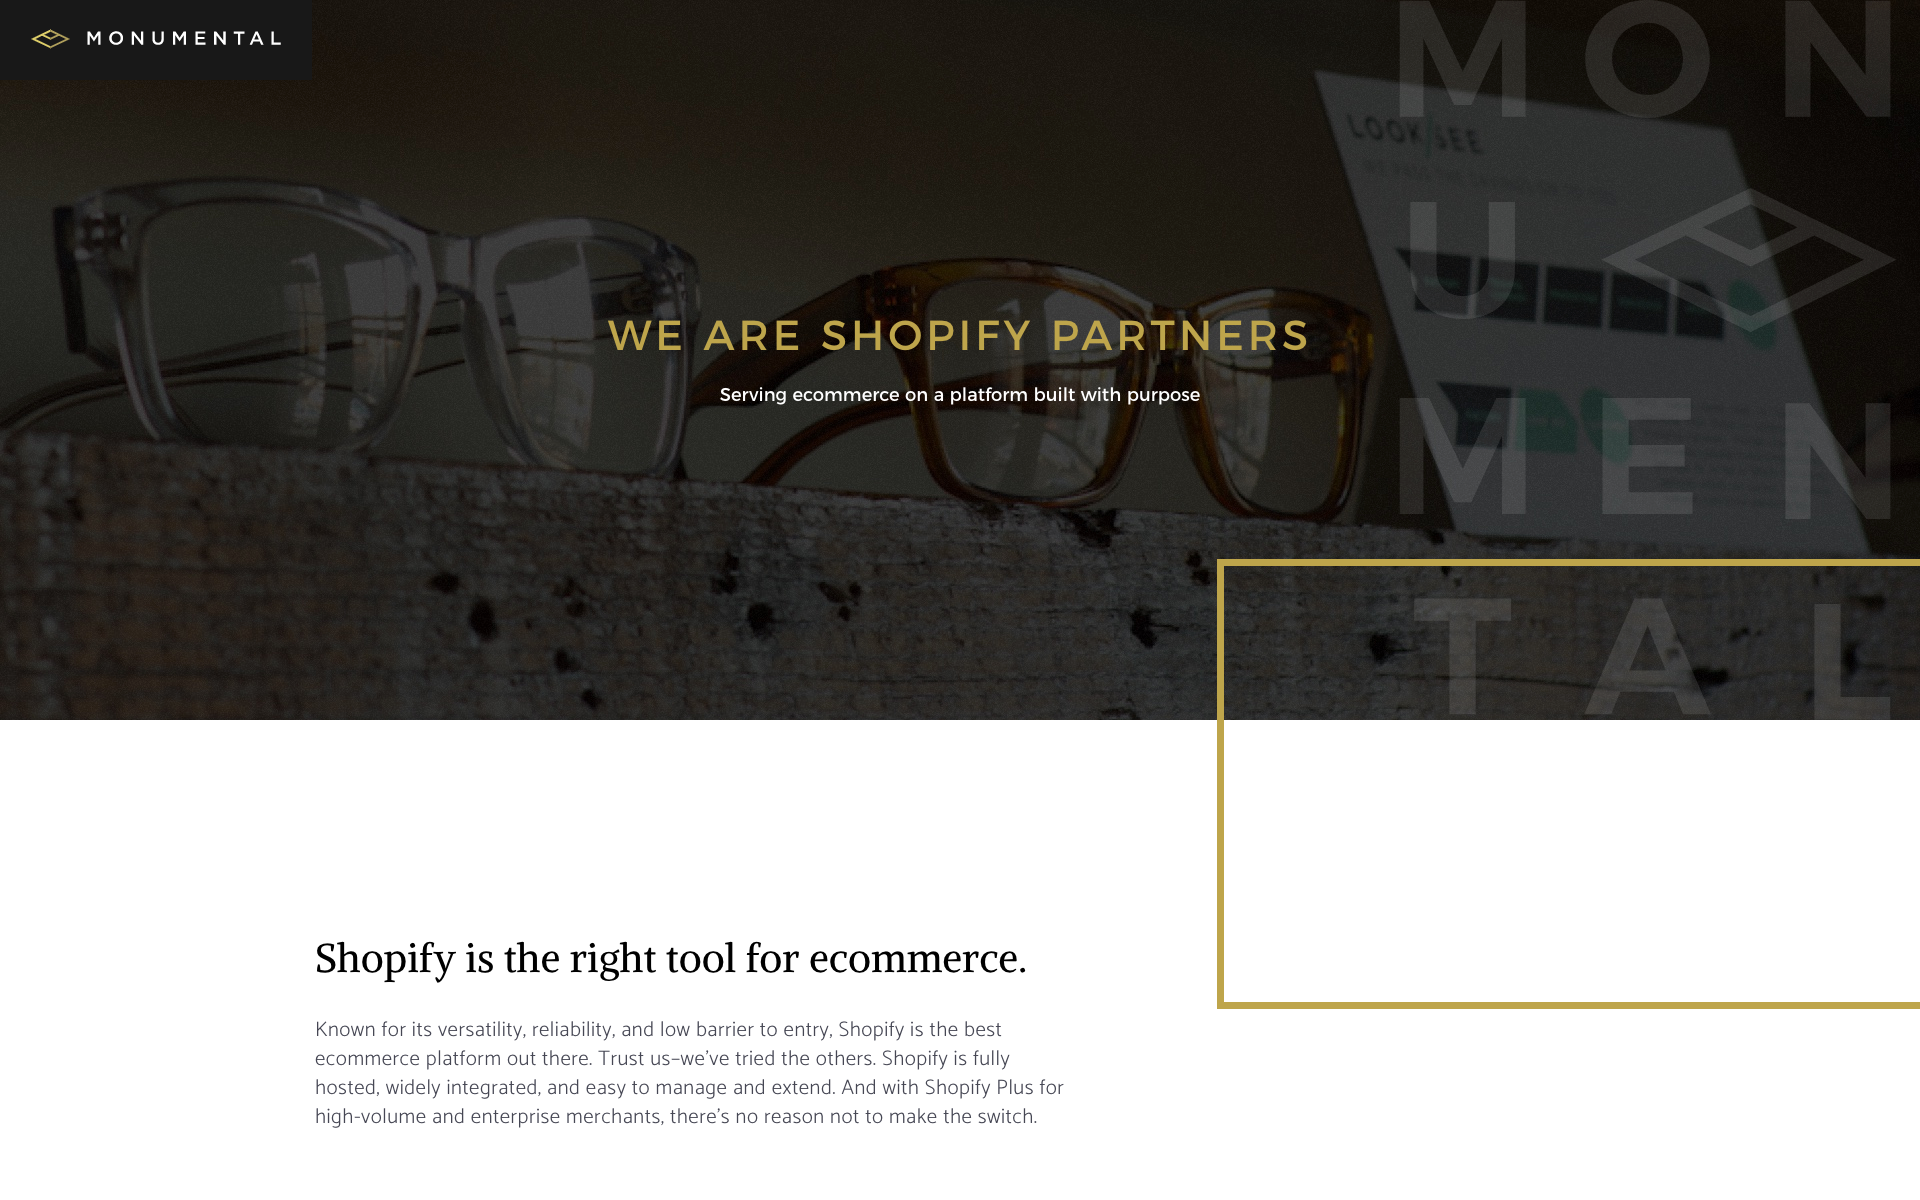 MONUMENTAL
MON
U
MEN
TAL
LOOK/SEE
WE ARE SHOPIFY PARTNERS
Serving ecommerce on a platform built with purpose
Shopify is the right tool for ecommerce.
Known for its versatility, reliability, and low barrier to entry, Shopify is the best
ecommerce platform out there. Trust us–we’ve tried the others. Shopify is fully
hosted, widely integrated, and easy to manage and extend. And with Shopify Plus for
high-volume and enterprise merchants, there’s no reason not to make the switch.